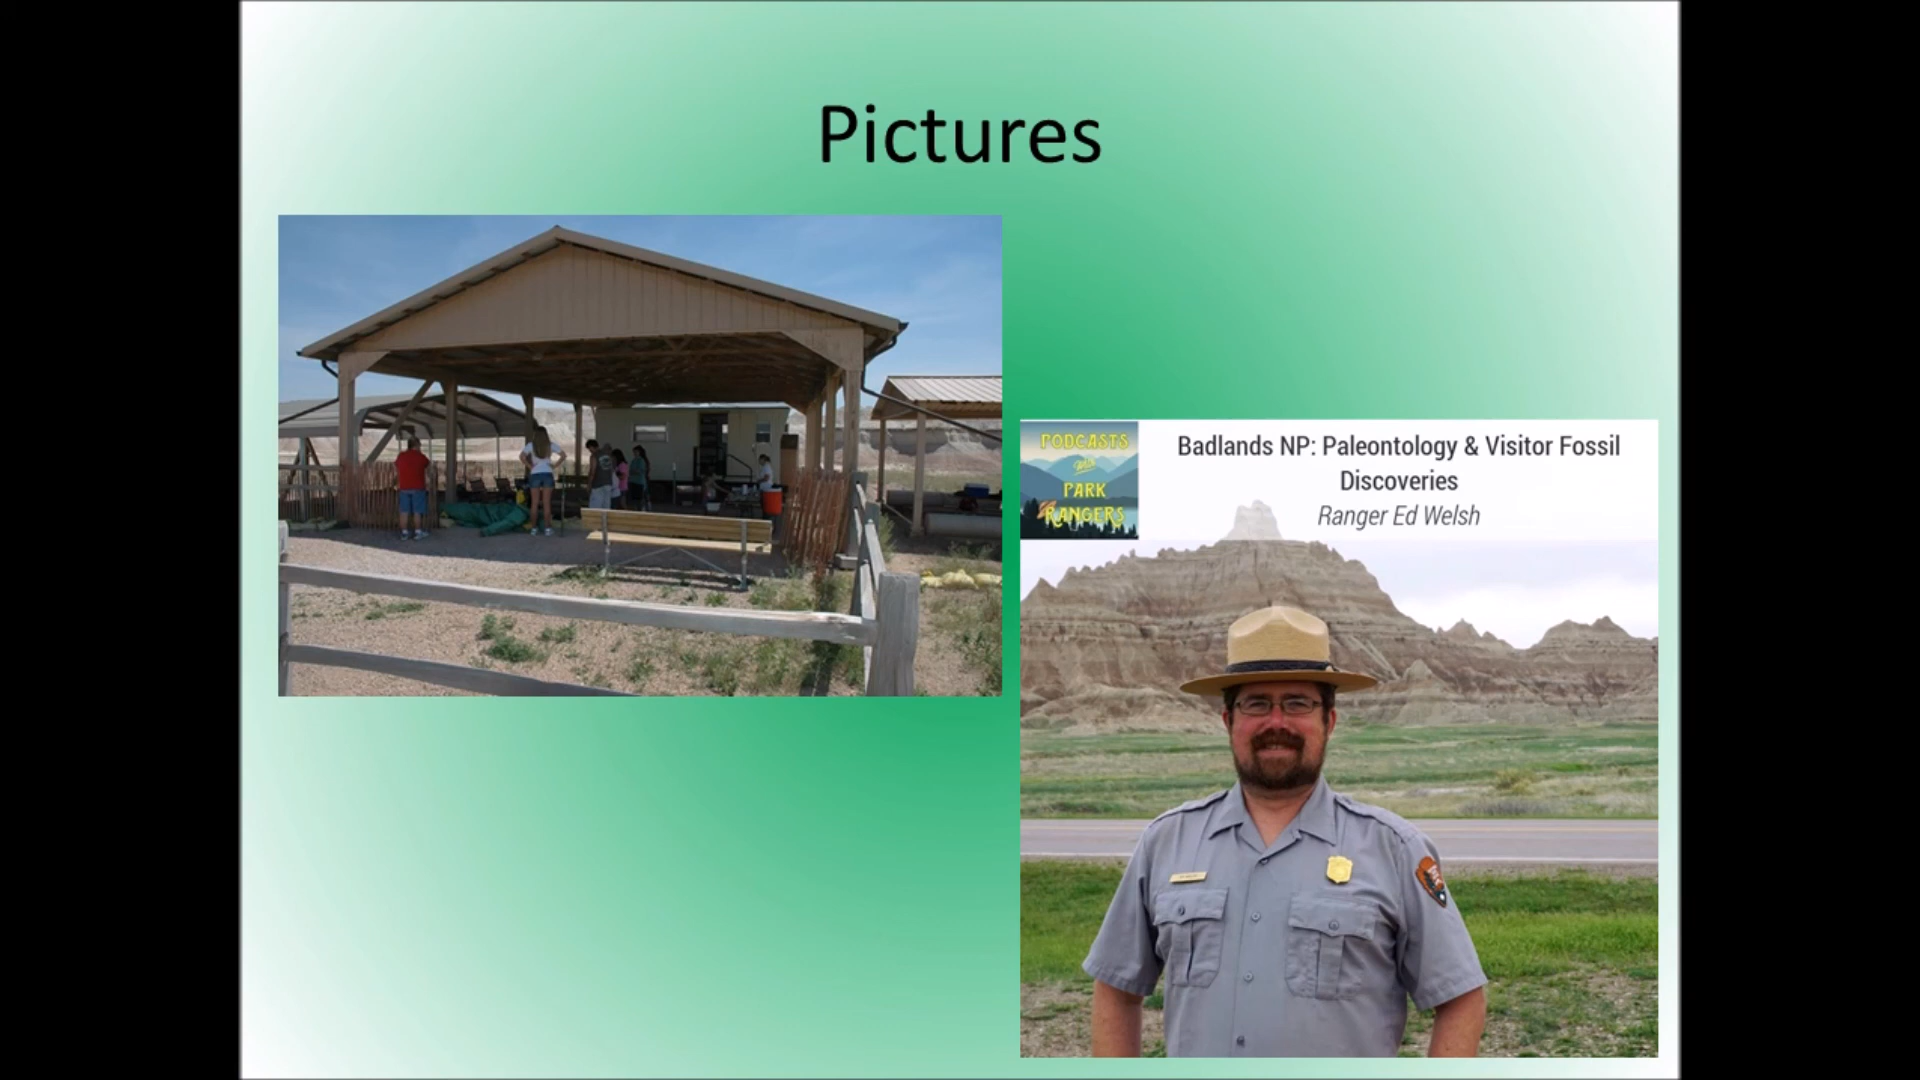 Pictures
PODCASTS
With
PARK
RANGERS
Badlands NP: Paleontology & Visitor Fossil
Discoveries
Ranger Ed Welsh